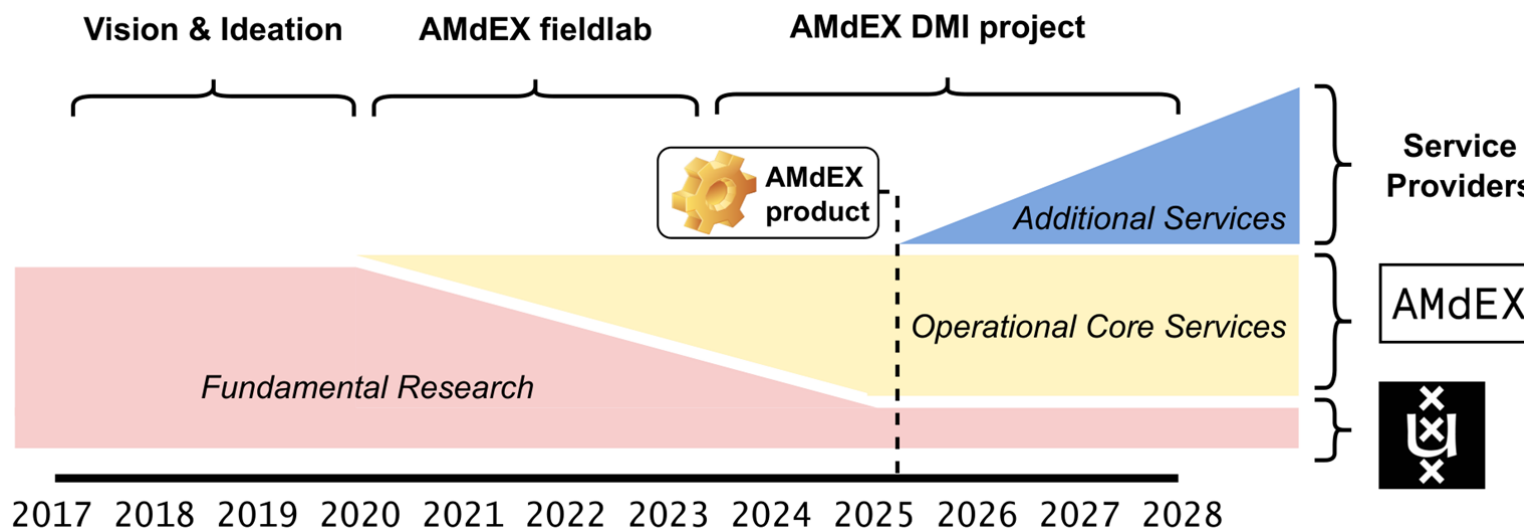 Vision & Ideation
AMdEX fieldlab
AMdEX DMI project
AMdEX
product
Service
Providers
Additional Services
AMdEX
Operational Core Services
Fundamental Research
U
2017 2018 2019 2020 2021 2022 2023 2024 2025 2026 2027 2028